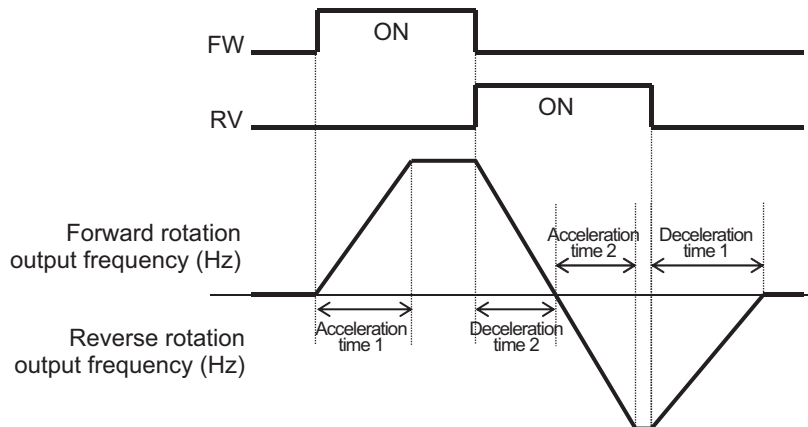 FW
ON
RV
ON
Forward rotation
output frequency (Hz)
Acceleration
time 2
Deceleration
time 1
Reverse rotation
output frequency (Hz)
Acceleration
time 1
Deceleration
time 2